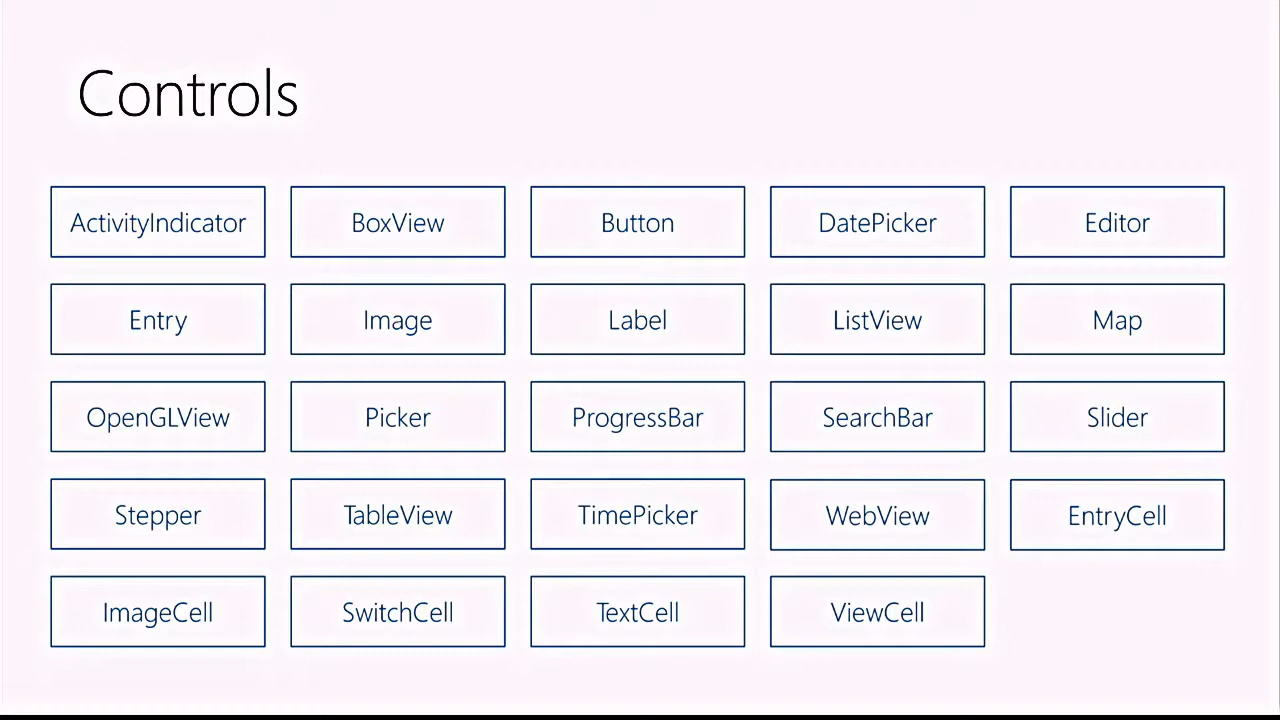 Controls
ActivityIndicator
BoxView
Button
DatePicker
Editor
Entry
Image
Label
ListView
Map
OpenGLView
Picker
ProgressBar
SearchBar
Slider
Stepper
TableView
TimePicker
WebView
EntryCell
ImageCell
SwitchCell
TextCell
ViewCell